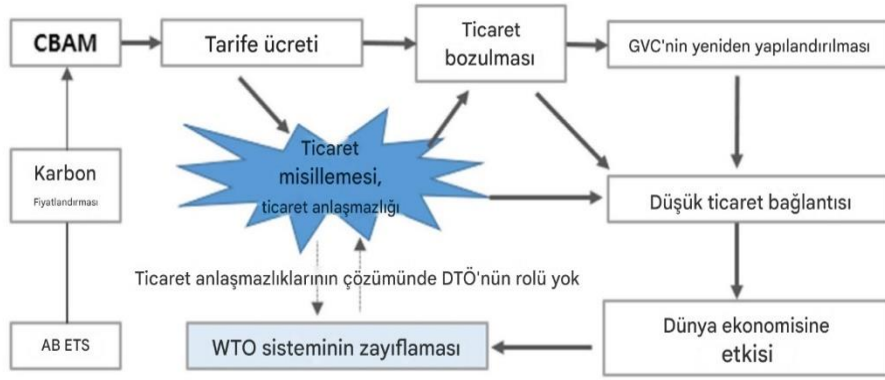 CBAM
Tarife ücreti
Ticaret
bozulması
GVC'nin yeniden yapılandırılması
Karbon
Fiyatlandırması
Ticaret
misillemesi,
ticaret anlaşmazlığı
Düşük ticaret bağlantısı
Ticaret anlaşmazlıklarının çözümünde DTÖ'nün rolü yok
AB ETS
WTO sisteminin zayıflaması
Dünya ekonomisine
etkisi